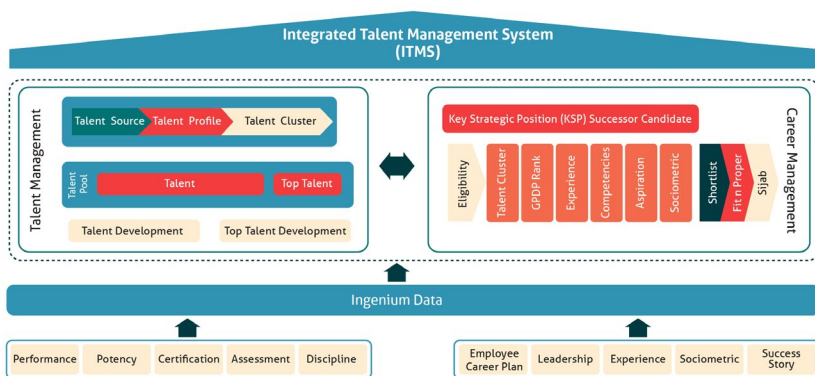 Integrated Talent Management System
(ITMS)
Talent Management
Talent Source
Talent Profile
Talent Cluster
Talent
Pool
Talent
Top Talent
Talent Development
Top Talent Development
Key Strategic Position (KSP) Successor Candidate
Eligibility
Talent Cluster
GPDP Rank
Experience
Competencies
Aspiration
Sociometric
Shortlist
Fit n Proper
Sijab
Career Management
Ingenium Data
Performance
Potency
Certification
Assessment
Discipline
Employee
Career Plan
Leadership
Experience
Sociometric
Success
Story